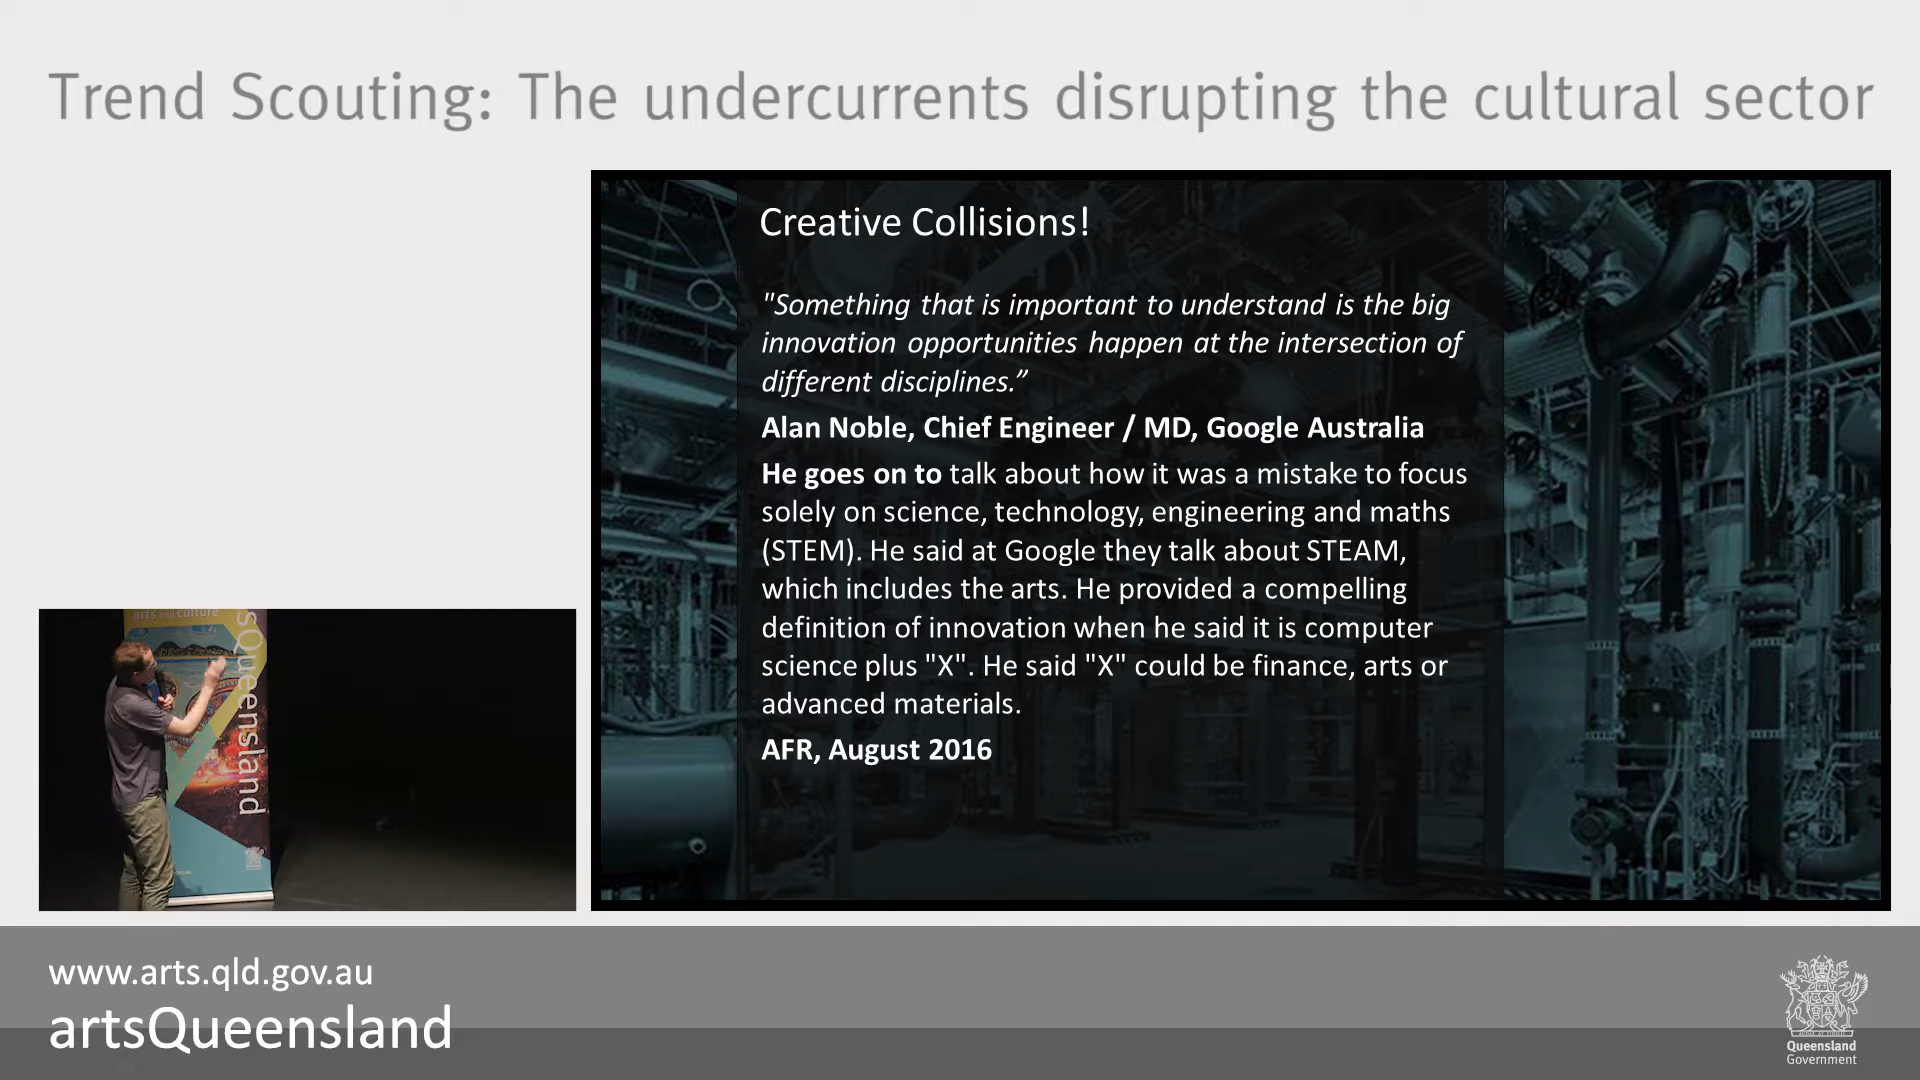 Trend Scouting: The undercurrents disrupting the cultural sector
Creative Collisions!
"Something that is important to understand is the big
innovation opportunities happen at the intersection of
different disciplines.”
Alan Noble, Chief Engineer / MD, Google Australia
He goes on to talk about how it was a mistake to focus
solely on science, technology, engineering and maths
(STEM). He said at Google they talk about STEAM,
which includes the arts. He provided a compelling
definition of innovation when he said it is computer
science plus "X". He said "X" could be finance, arts or
advanced materials.
AFR, August 2016
arts and culture
sQueensland
www.arts.qld.gov.au
artsQueensland
Queensland
Government